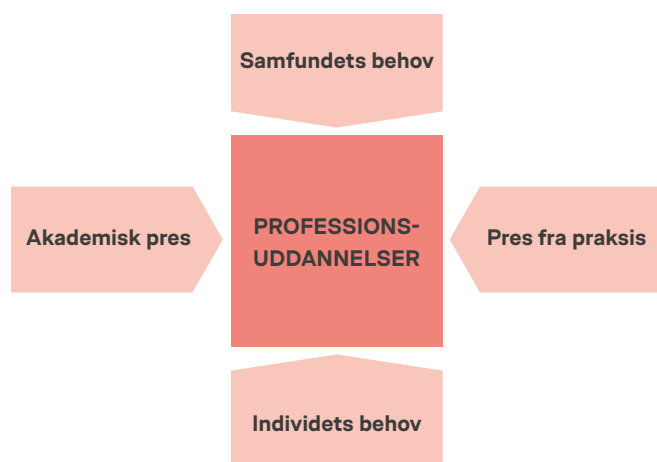 Samfundets behov
Akademisk pres
PROFESSIONS-
UDDANNELSER
Pres fra praksis
Individets behov